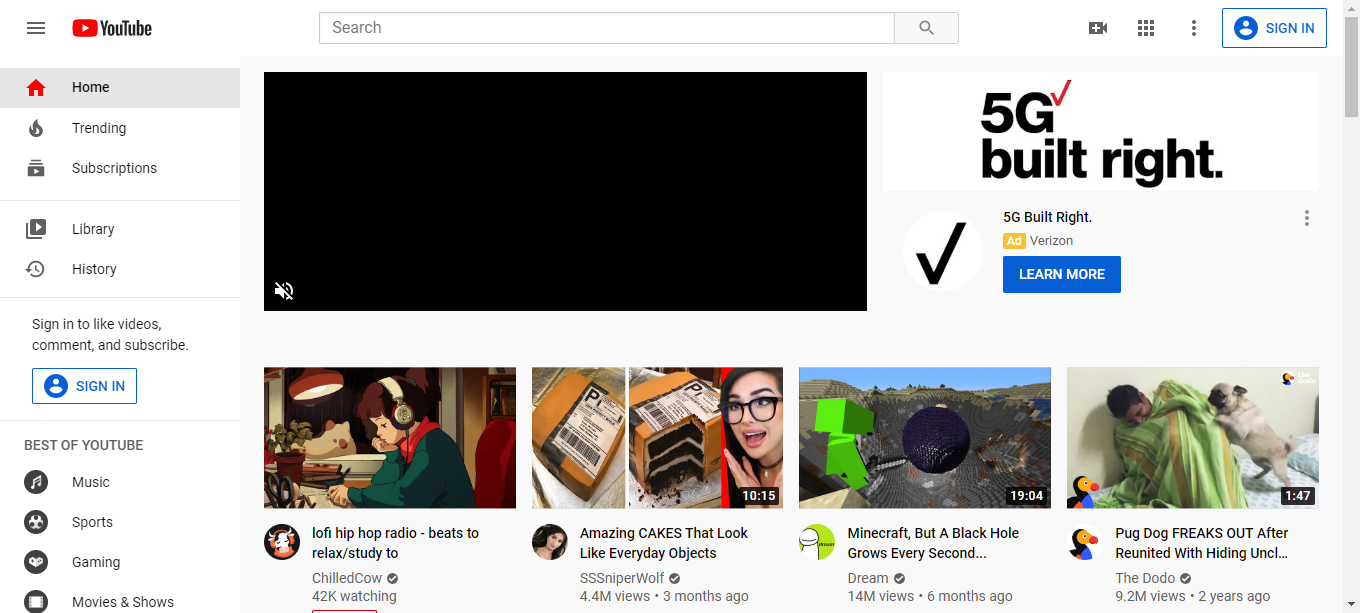 YouTube
Search
SIGN IN
Home
Trending
Subscriptions
Library
History
Sign in to like videos,
comment, and subscribe.
SIGN IN
BEST OF YOUTUBE
Music
Sports
Gaming
Movies & Shows
5G
built right.
5G Built Right.
Ad Verizon
LEARN MORE
lofi hip hop radio - beats to
relax/study to
ChilledCow
42K watching
10:15
Amazing CAKES That Look
Like Everyday Objects
SSSniperWolf
4.4M views • 3 months ago
19:04
Minecraft, But A Black Hole
Grows Every Second...
Dream
14M views • 6 months ago
the
dodo
1:47
Pug Dog FREAKS OUT After
Reunited With Hiding Uncl...
The Dodo
9.2M views • 2 years ago